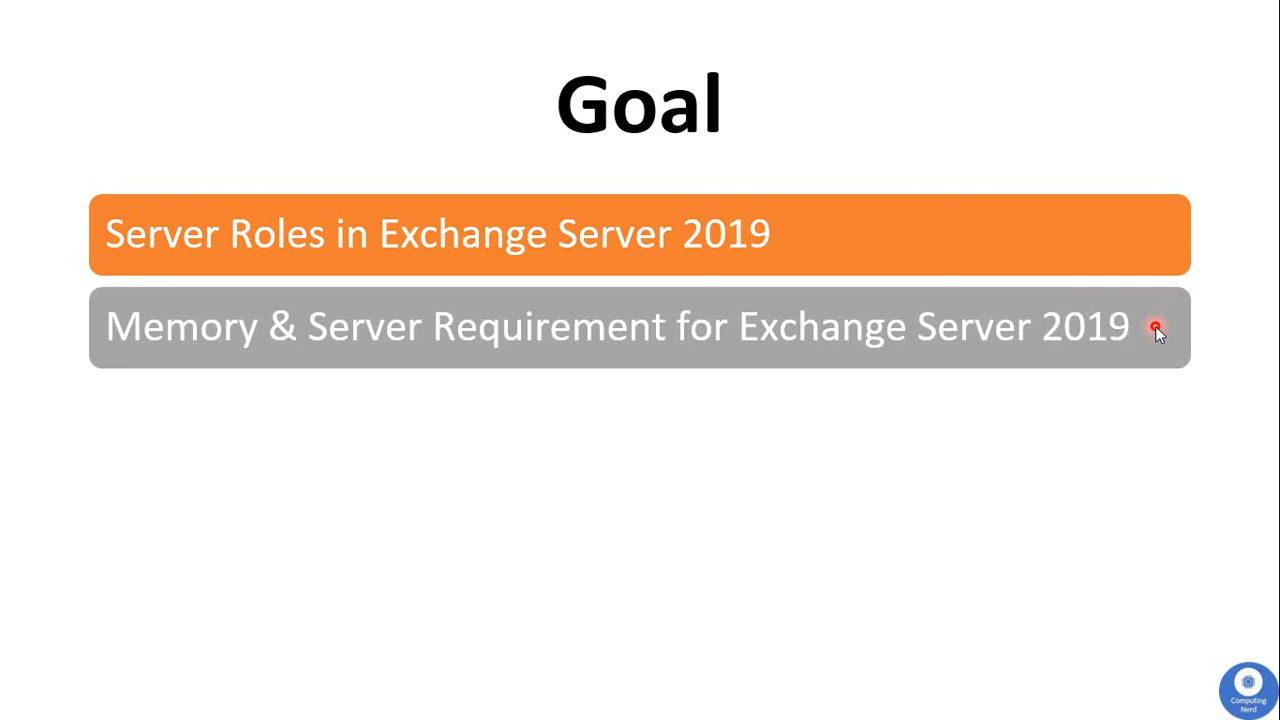 Goal
Server Roles in Exchange Server 2019
Memory & Server Requirement for Exchange Server 2019
Computing
Nerd